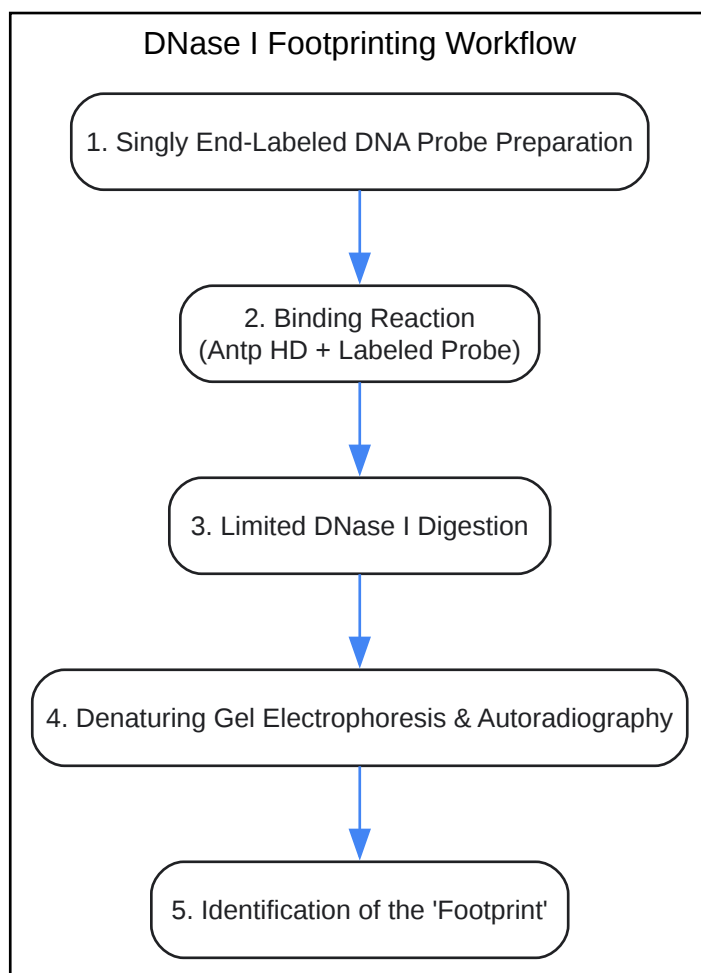 DNase I Footprinting Workflow
1. Singly End-Labeled DNA Probe Preparation
2. Binding Reaction
(Antp HD + Labeled Probe)
3. Limited DNase I Digestion
4. Denaturing Gel Electrophoresis & Autoradiography
5. Identification of the 'Footprint'